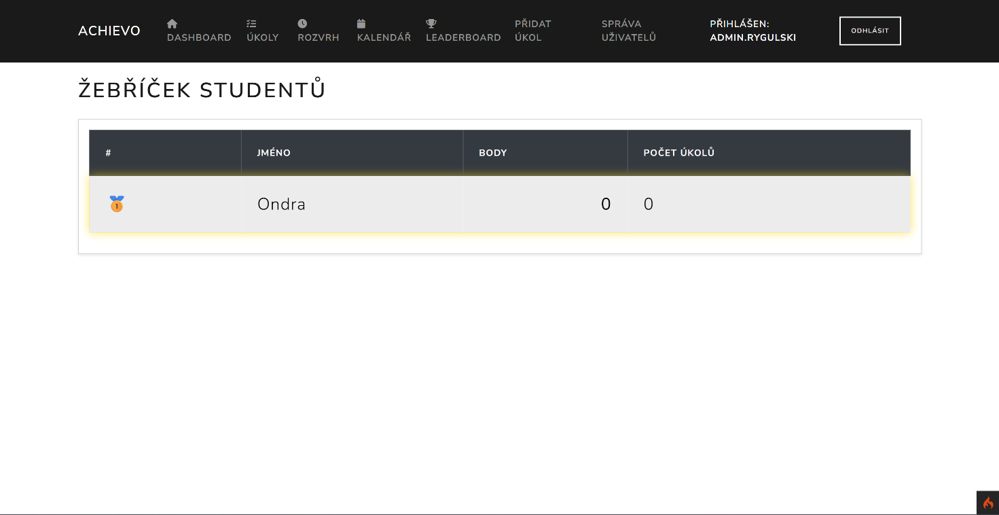 ACHIEVO
DASHBOARD
ÚKOLY
ROZVRH
KALENDÁŘ
LEADERBOARD
PŘIDAT
ÚKOL
SPRÁVA
UŽIVATELŮ
PŘIHLÁŠEN:
ADMIN.RYGULSKI
ODHLÁSIT
ŽEBŘÍČEK STUDENTŮ
# JMÉNO BODY POČET ÚKOLŮ
1 Ondra 0 0